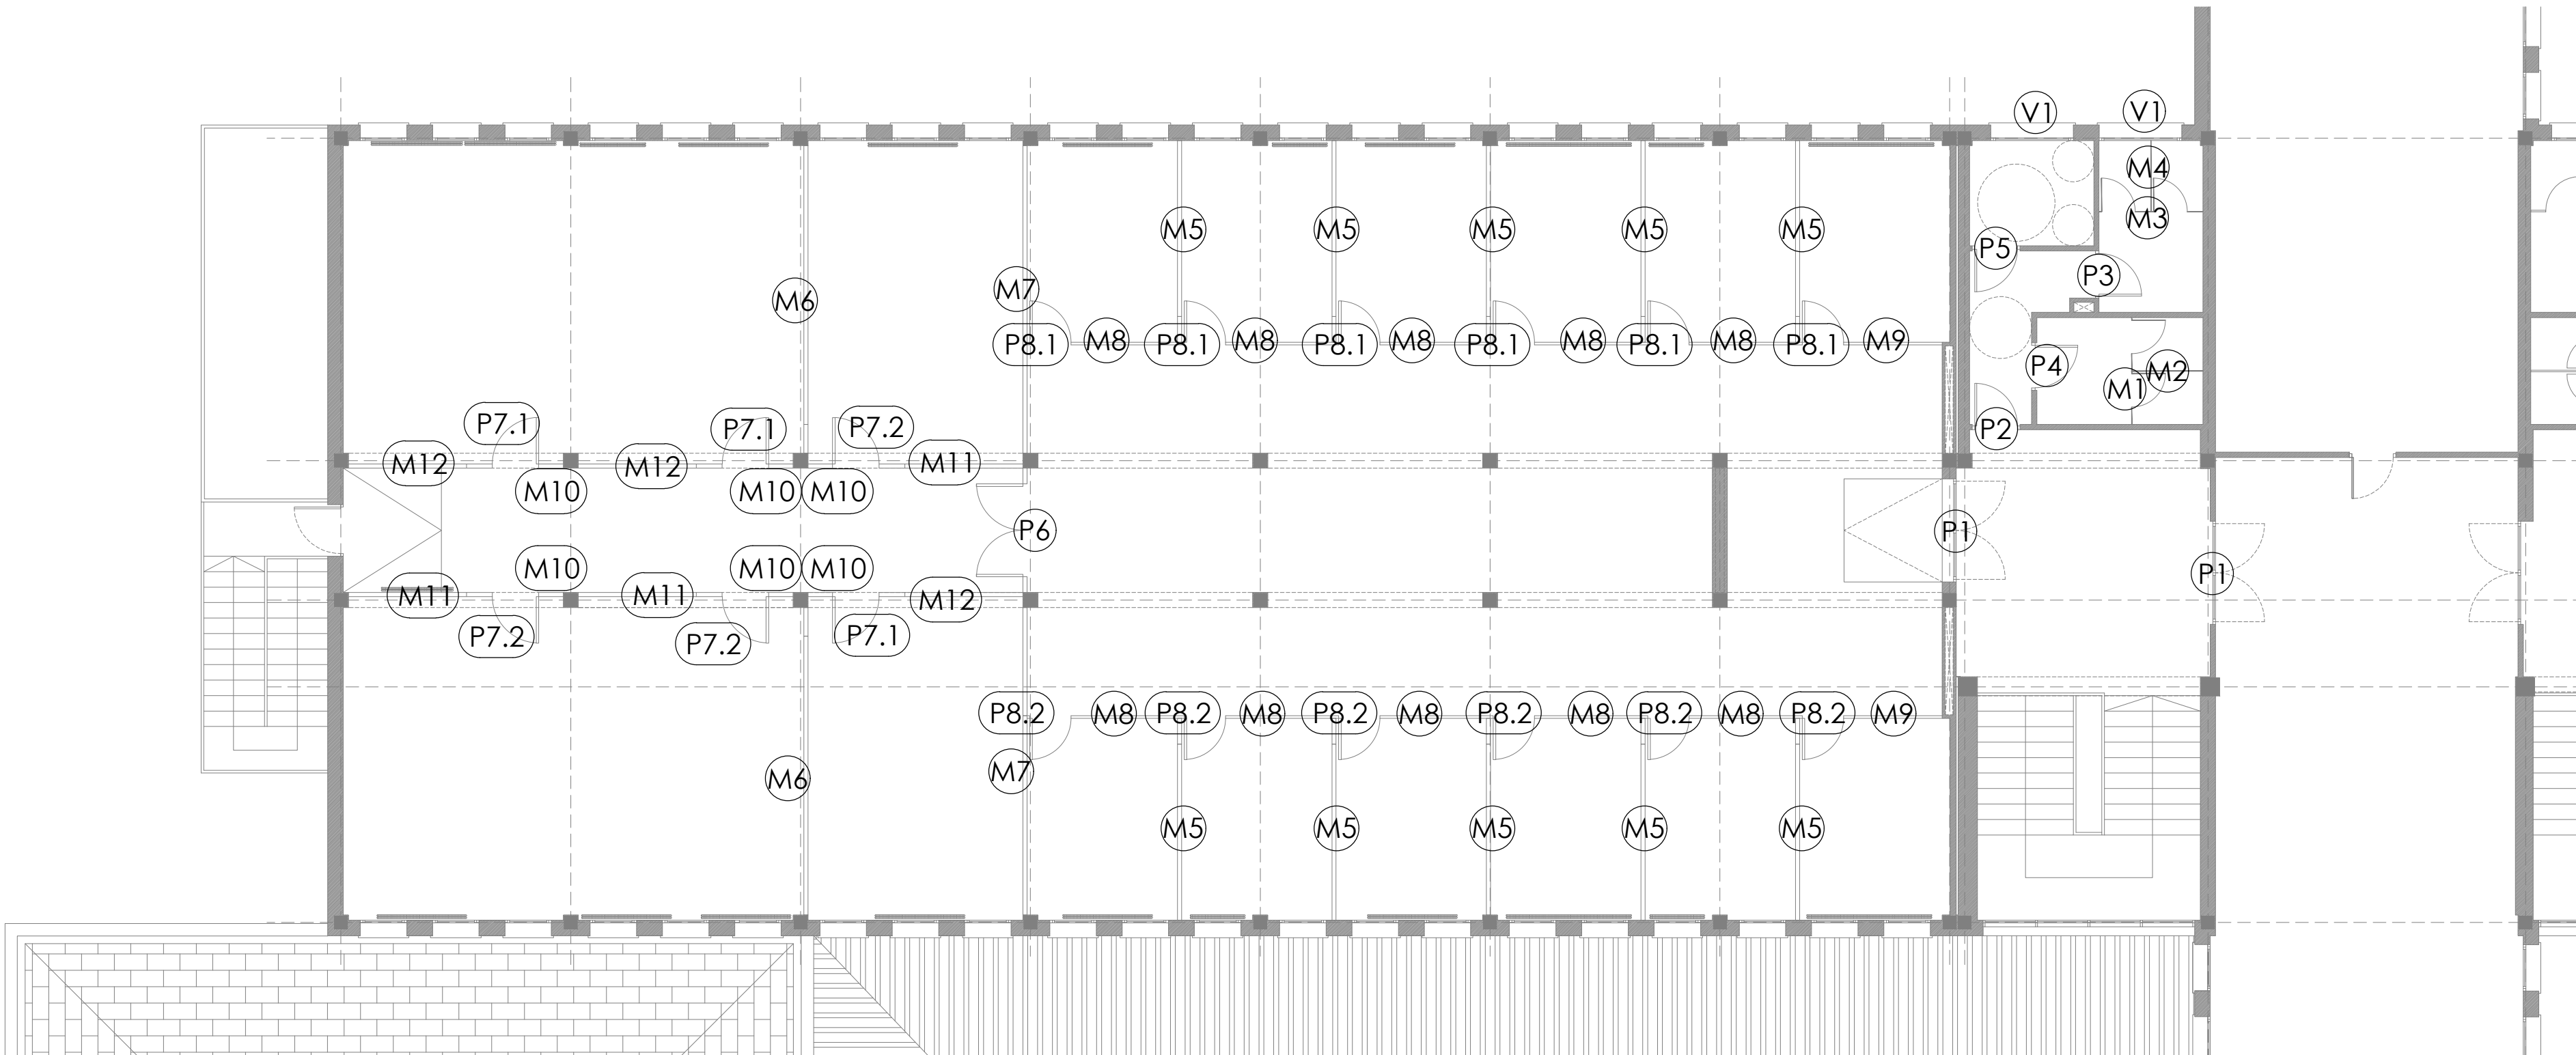 V1 V1
M4
M3
M5 M5 M5 M5 M5
P5
P3
M7
M6
P8.1 M8 P8.1 M8 P8.1 M8 P8.1 M8 P8.1 M8 P8.1 M9
P4 M2
M1
P7.1 P7.1 P7.2
P2
M12 M12 M11
M10 M10 M10
P6 P1
M10 M10 M10
P1
M11 M11 M12
P7.2 P7.2 P7.1
P8.2 M8 P8.2 M8 P8.2 M8 P8.2 M8 P8.2 M8 P8.2 M9
M6 M7
M5 M5 M5 M5 M5